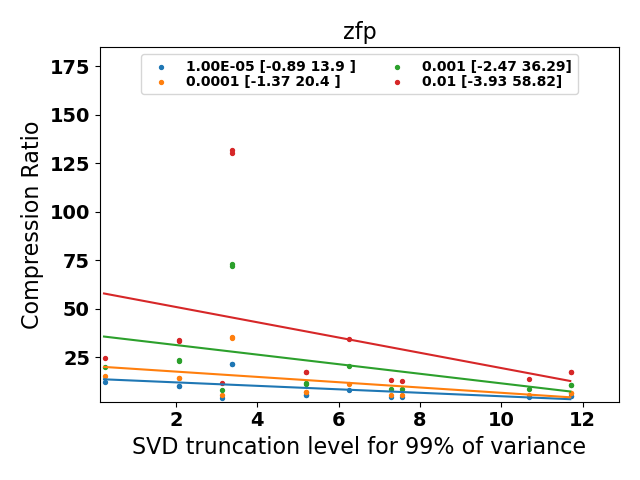 zfp
1.00E-05 [-0.89 13.9 ]
0.0001 [-1.37 20.4 ]
0.001 [-2.47 36.29]
0.01 [-3.93 58.82]
Compression Ratio
175
150
125
100
75
50
25
2 4 6 8 10 12
SVD truncation level for 99% of variance